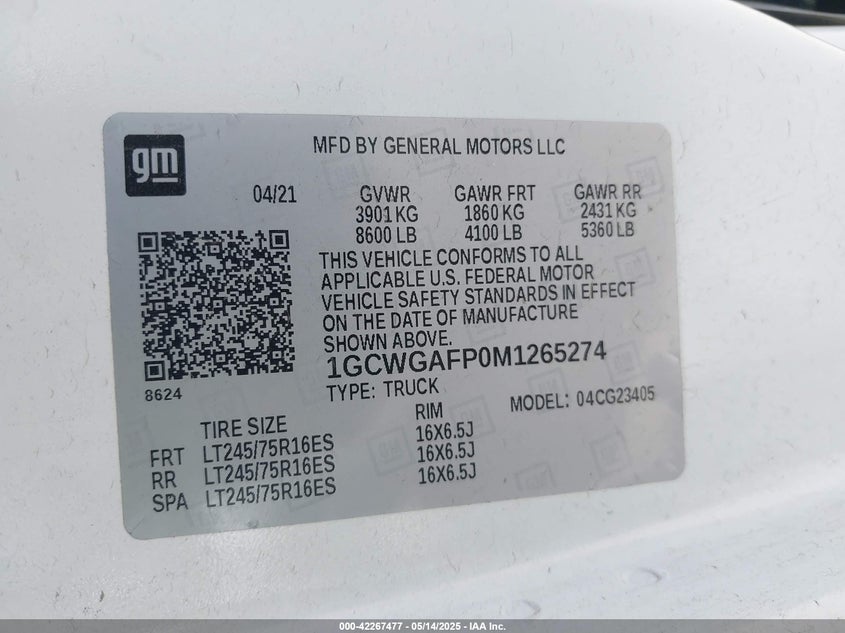 gm
MFD BY GENERAL MOTORS LLC
04/21 GVWR GAWR FRT GAWR RR
3901 KG 1860 KG 2431 KG
8600 LB 4100 LB 5360 LB
THIS VEHICLE CONFORMS TO ALL
APPLICABLE U.S. FEDERAL MOTOR
VEHICLE SAFETY STANDARDS IN EFFECT
ON THE DATE OF MANUFACTURE
SHOWN ABOVE.
1GCWGAFP0M1265274
8624
TYPE: TRUCK MODEL: 04CG23405
TIRE SIZE RIM
FRT LT245/75R16ES 16X6.5J
RR LT245/75R16ES 16X6.5J
SPA LT245/75R16ES 16X6.5J
000-42267477 - 05/14/2025 - IAA Inc.